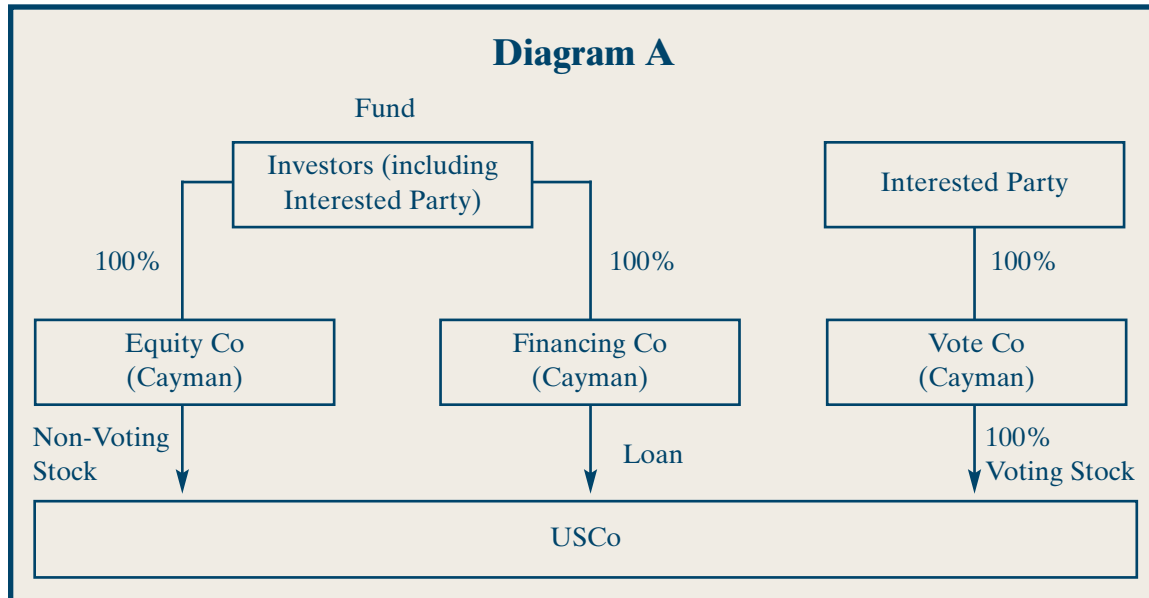 Diagram A
Fund
Investors (including
Interested Party)
Interested Party
100%
100%
100%
Equity Co
(Cayman)
Financing Co
(Cayman)
Vote Co
(Cayman)
Non-Voting
Stock
Loan
100%
Voting Stock
USCo